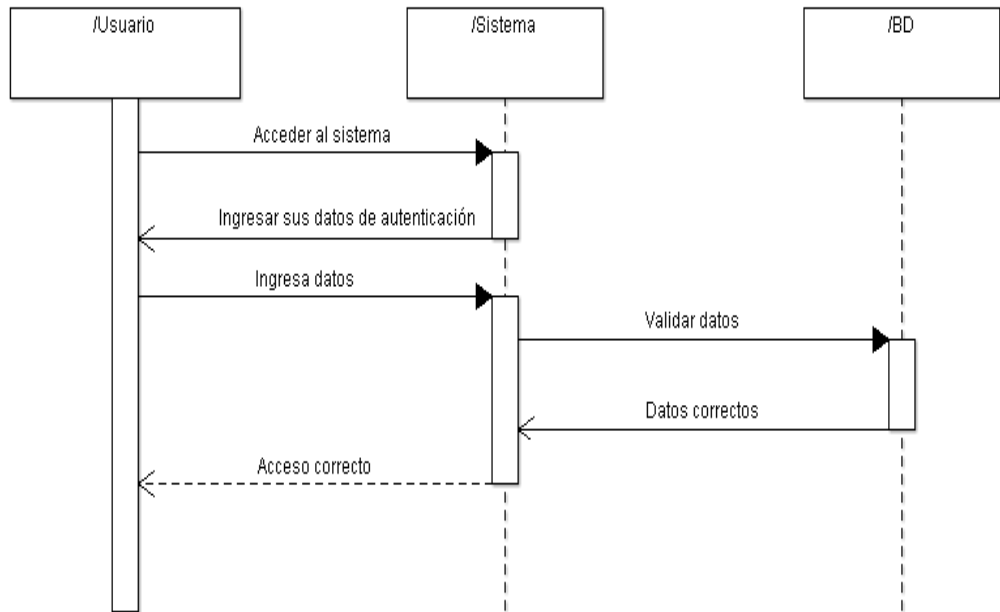 /Usuario
/Sistema
/BD
Acceder al sistema
Ingresar sus datos de autenticación
Ingresa datos
Validar datos
Datos correctos
Acceso correcto